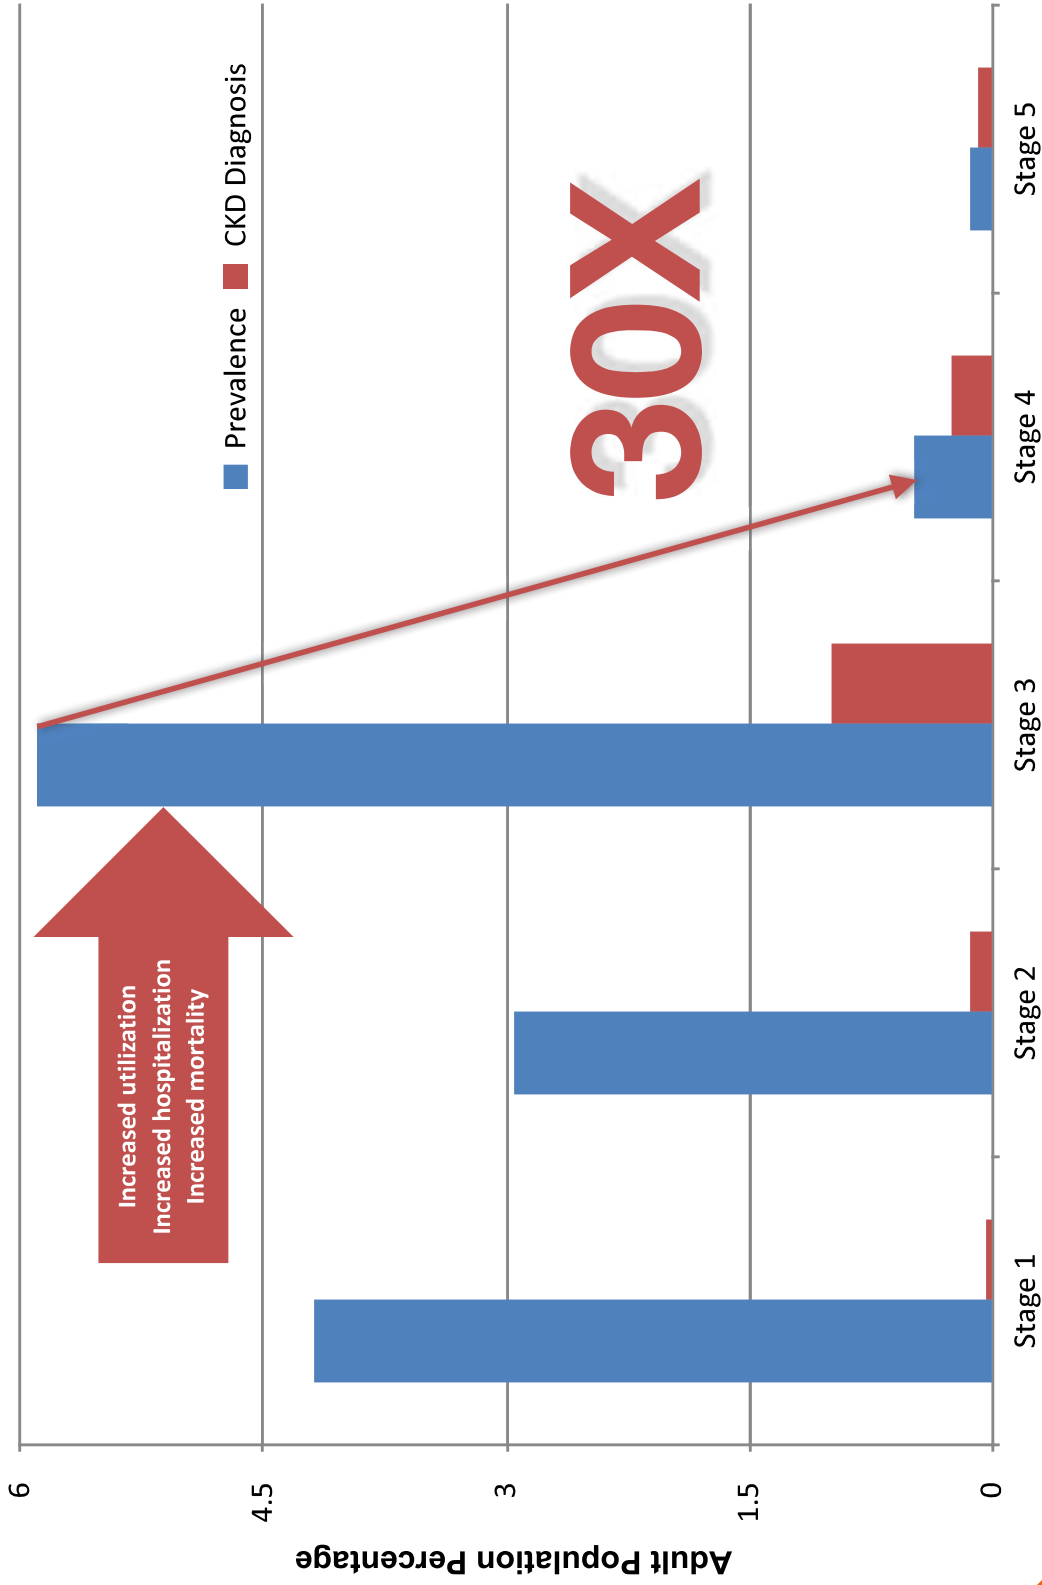 Adult Population Percentage
6
4.5
3
1.5
0
Increased utilization
Increased hospitalization
Increased mortality
Prevalence
CKD Diagnosis
30X
Stage 1
Stage 2
Stage 3
Stage 4
Stage 5